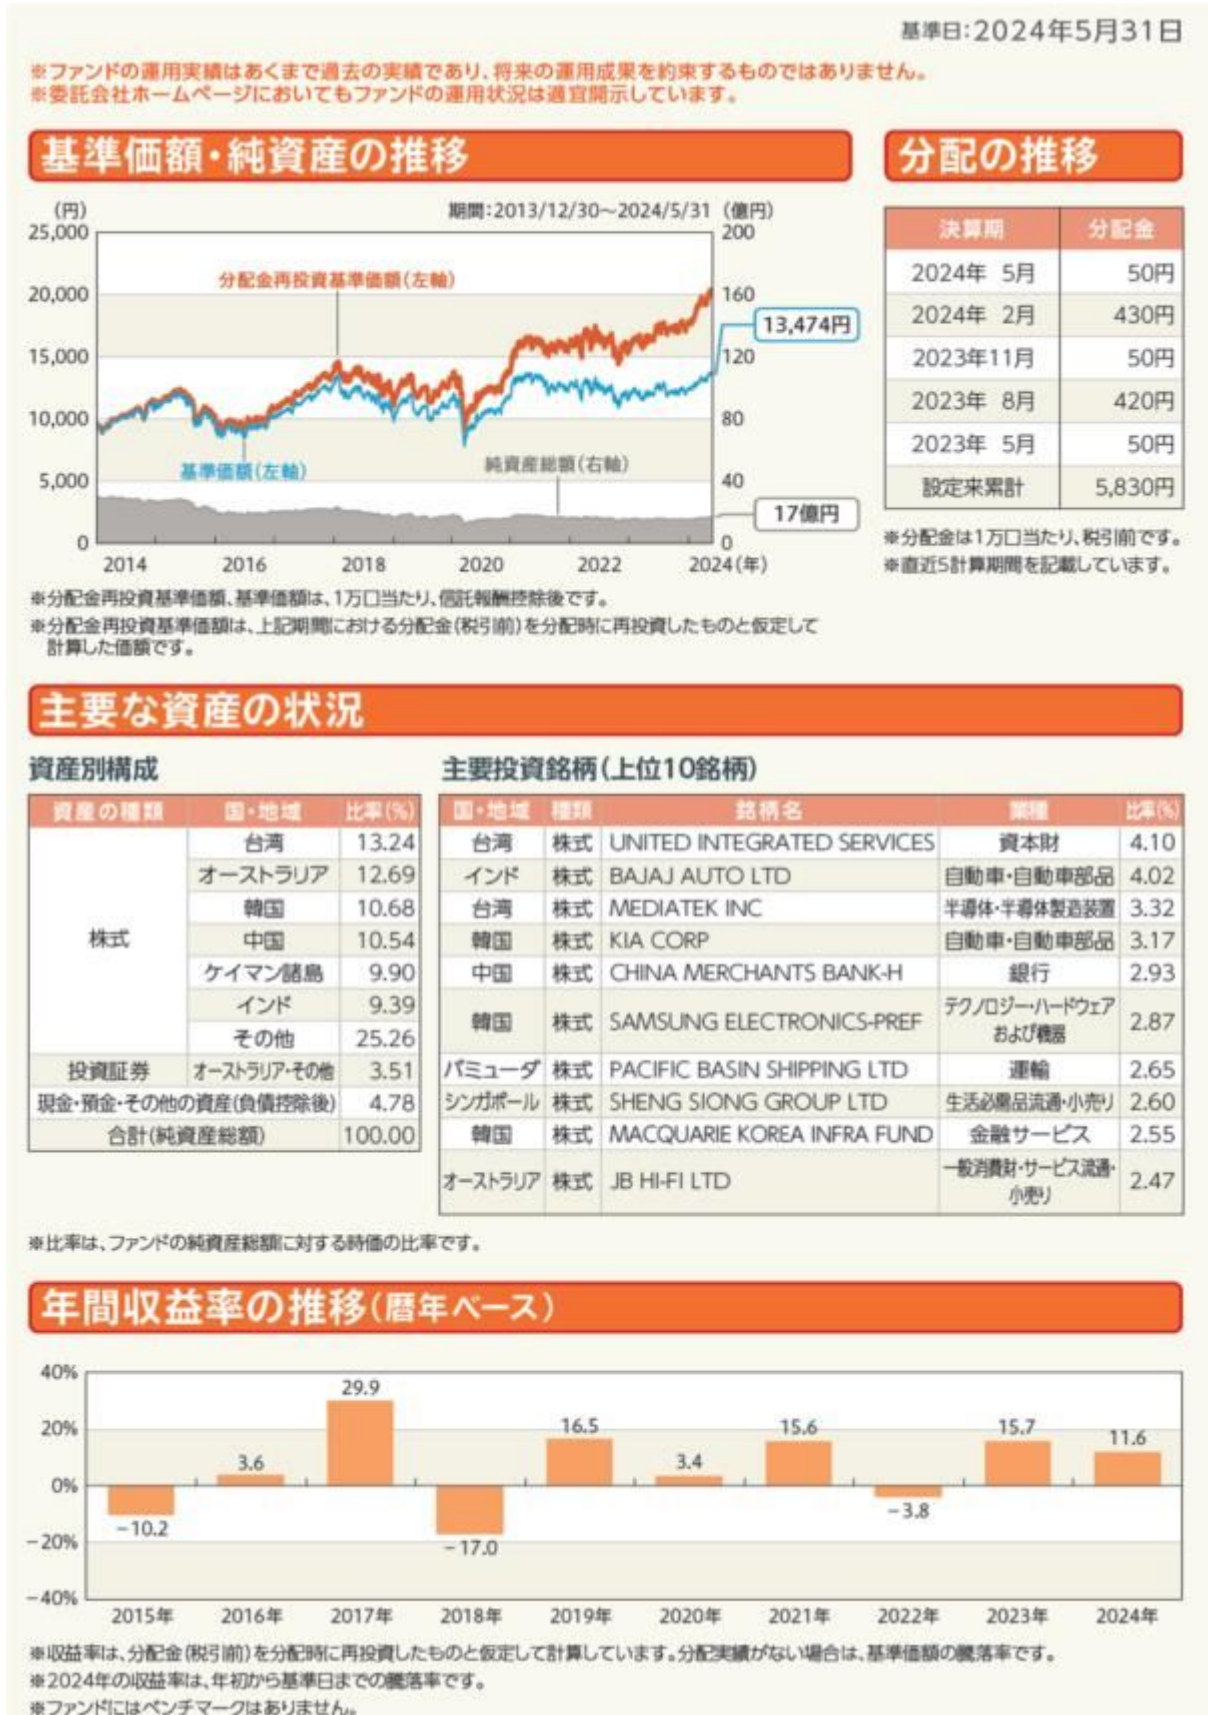 基準日:2024年5月31日
※ファンドの運用実績はあくまで過去の実績であり、将来の運用成果を約束するものではありません。
※委託会社ホームページにおいてもファンドの運用状況は適宜開示しています。
基準価額・純資産の推移
(円)
期間:2013/12/30～2024/5/31
(億円)
25,000
20,000
15,000
10,000
5,000
0
200
160
120
80
40
0
分配金再投資基準価額(左軸)
13,474円
基準価額(左軸)
純資産総額(右軸)
17億円
2014 2016 2018 2020 2022 2024(年)
※分配金再投資基準価額、基準価額は、1万口当たり、信託報酬控除後です。
※分配金再投資基準価額は、上記期間における分配金(税引前)を分配時に再投資したものと仮定して
計算した価額です。
分配の推移
決算期 分配金
2024年 5月 50円
2024年 2月 430円
2023年11月 50円
2023年 8月 420円
2023年 5月 50円
設定来累計 5,830円
※分配金は1万口当たり、税引前です。
※直近5計算期間を記載しています。
主要な資産の状況
資産別構成
資産の種類 国・地域 比率(%)
株式
台湾 13.24
オーストラリア 12.69
韓国 10.68
中国 10.54
ケイマン諸島 9.90
インド 9.39
その他 25.26
投資証券 オーストラリア・その他 3.51
現金・預金・その他の資産(負債控除後) 4.78
合計(純資産総額) 100.00
主要投資銘柄(上位10銘柄)
国・地域 種類 銘柄名 業種 比率(%)
台湾 株式 UNITED INTEGRATED SERVICES 資本財 4.10
インド 株式 BAJAJ AUTO LTD 自動車・自動車部品 4.02
台湾 株式 MEDIATEK INC 半導体・半導体製造装置 3.32
韓国 株式 KIA CORP 自動車・自動車部品 3.17
中国 株式 CHINA MERCHANTS BANK-H 銀行 2.93
韓国 株式 SAMSUNG ELECTRONICS-PREF テクノロジー・ハードウェア
および機器 2.87
バミューダ 株式 PACIFIC BASIN SHIPPING LTD 運輸 2.65
シンガポール 株式 SHENG SIONG GROUP LTD 生活必需品流通・小売り 2.60
韓国 株式 MACQUARIE KOREA INFRA FUND 金融サービス 2.55
オーストラリア 株式 JB HI-FI LTD 一般消費財・サービス流通・
小売り 2.47
※比率は、ファンドの純資産総額に対する時価の比率です。
年間収益率の推移(暦年ベース)
40%
20%
0%
－20%
－40%
－10.2
3.6
29.9
－17.0
16.5
3.4
15.6
－3.8
15.7
11.6
2015年 2016年 2017年 2018年 2019年 2020年 2021年 2022年 2023年 2024年
※収益率は、分配金(税引前)を分配時に再投資したものと仮定して計算しています。分配実績がない場合は、基準価額の騰落率です。
※2024年の収益率は、年初から基準日までの騰落率です。
※ファンドにはベンチマークはありません。